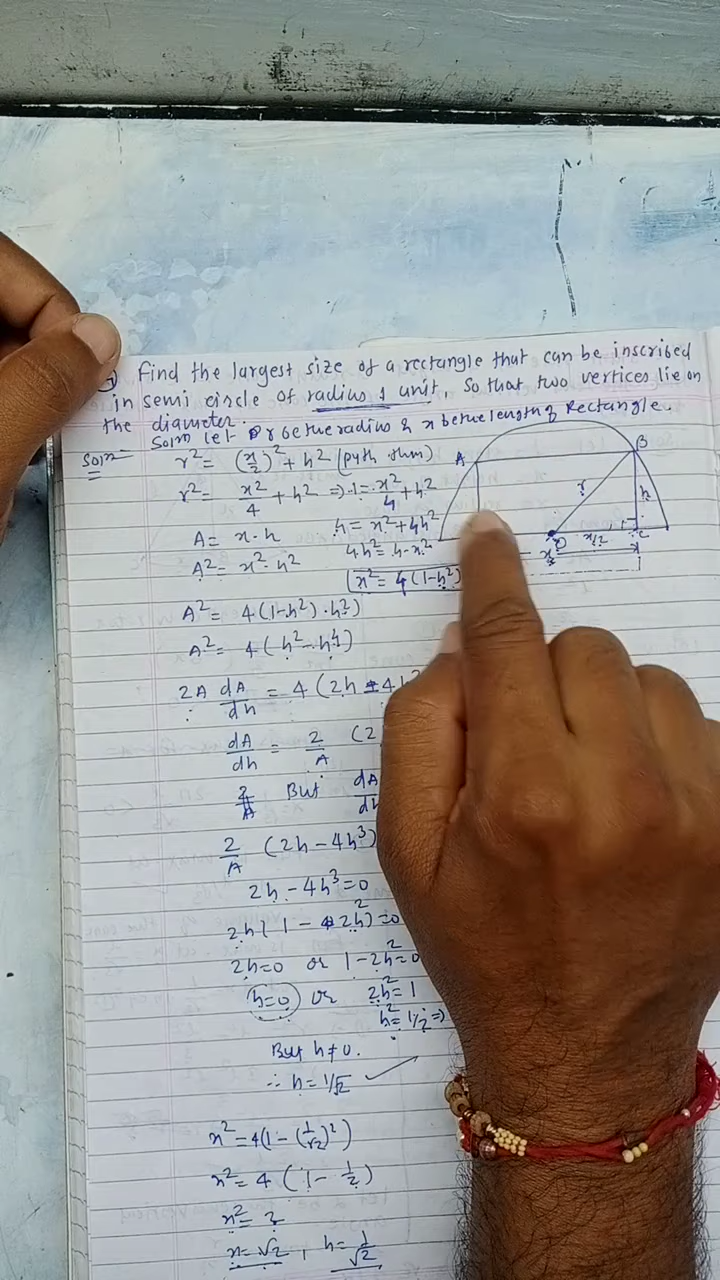 Find the largest size of a rectangle that can be inscribed
in semi circle of radius 1 unit, So that two vertices lie on
the diameter.
Soln let r be the radius & x be the length of Rectangle.
Soln
r² = (x/2)² + h² (pyth thm)
r² = x²/4 + h² ⇒ 1 = x²/4 + h²
A = x·h
4 = x² + 4h²
A² = x²·h²
4h² = 4-x²
x² = 4(1-h²)
A B r h O x/2 x
A² = 4(1-h²)·h²)
A² = 4(h²-h⁴)
2A dA/dh = 4(2h - 4h
dA/dh = 2/A (2
But dA
2/A (2h-4h³)
2h-4h³=0
2h(1-2h²)=0
2h=0 or 1-2h²=0
h=0 or 2h²=1
h²=1/2 ⇒
But h≠0.
∴ h=1/√2
x²=4(1-(1/√2)²)
x²=4(1-1/2)
x²=2
x=√2, h=1/√2